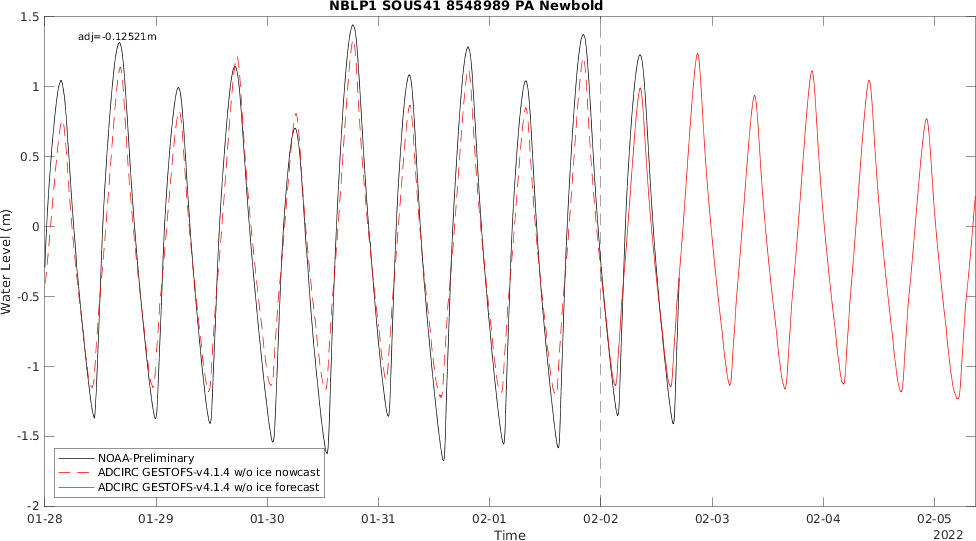 NBLP1 SOUS41 8548989 PA Newbold
adj=-0.12521m
1.5
1
0.5
0
-0.5
-1
-1.5
-2
Water Level (m)
NOAA-Preliminary
ADCIRC GESTOFS-v4.1.4 w/o ice nowcast
ADCIRC GESTOFS-v4.1.4 w/o ice forecast
01-28 01-29 01-30 01-31 02-01 02-02 02-03 02-04 02-05
Time
2022